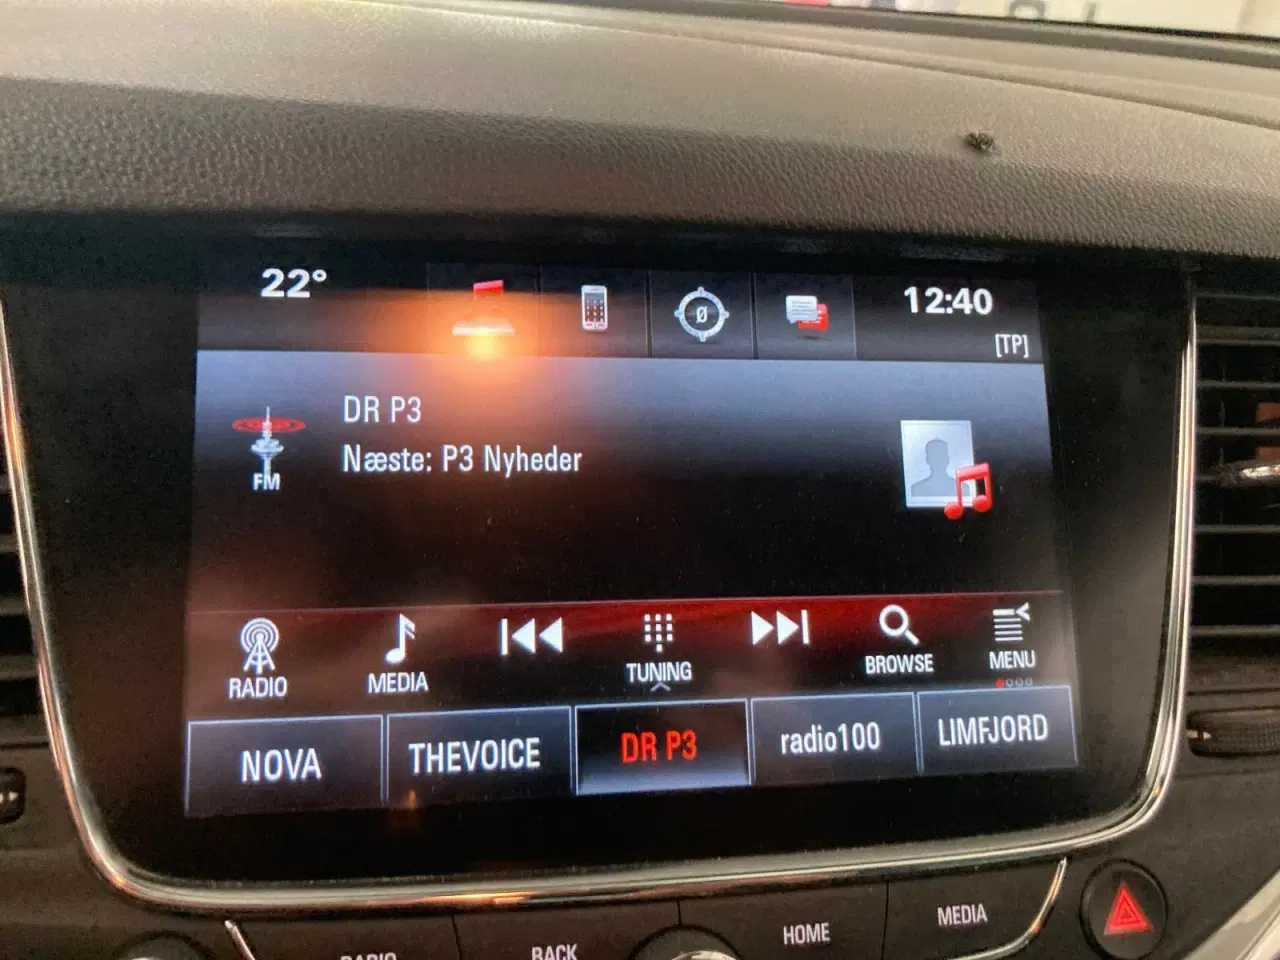 22°
12:40
[TP]
DR P3
Næste: P3 Nyheder
FM
RADIO
MEDIA
TUNING
BROWSE
MENU
NOVA
THEVOICE
DR P3
radio100
LIMFJORD
RADIO
BACK
HOME
MEDIA